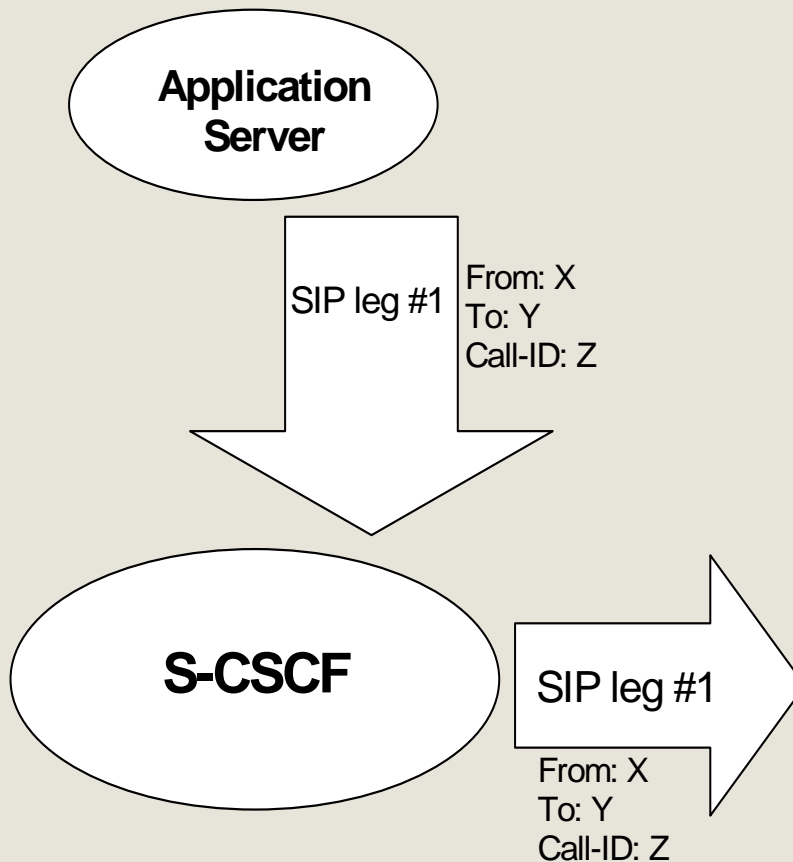 Application
Server
SIP leg #1
From: X
To: Y
Call-ID: Z
S-CSCF
SIP leg #1
From: X
To: Y
Call-ID: Z